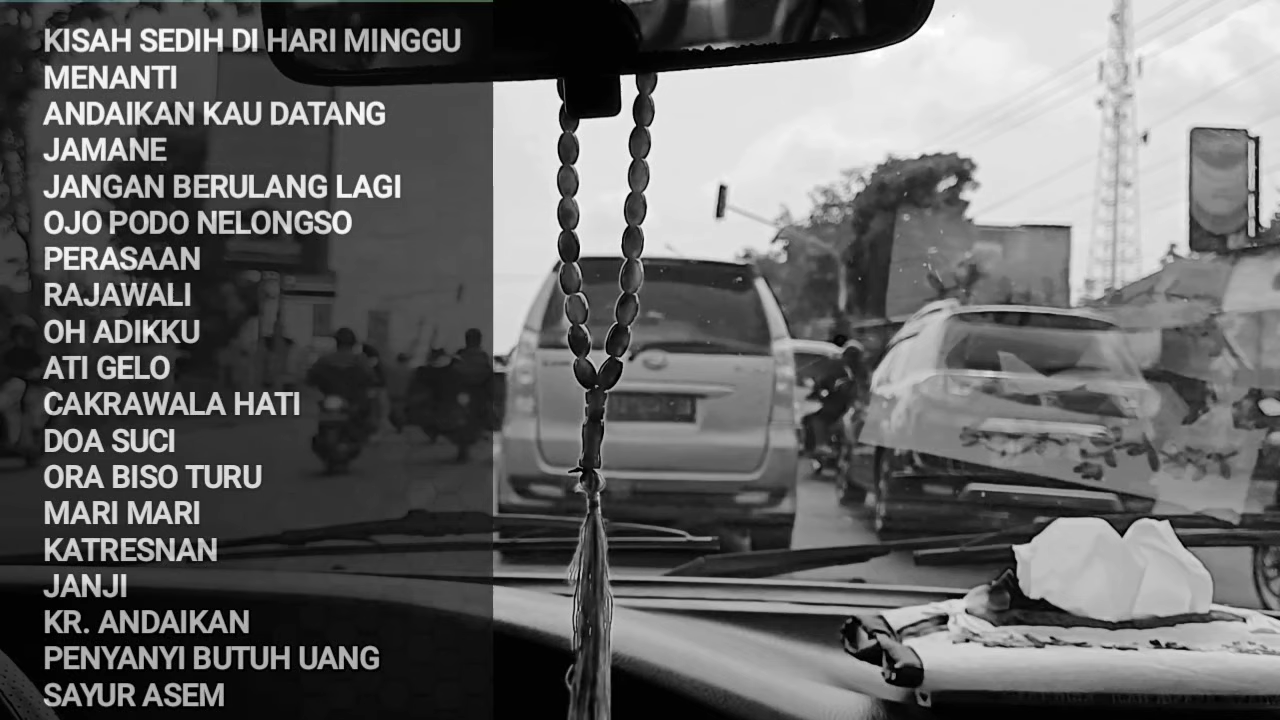 KISAH SEDIH DI HARI MINGGU
MENANTI
ANDAIKAN KAU DATANG
JAMANE
JANGAN BERULANG LAGI
OJO PODO NELONGSO
PERASAAN
RAJAWALI
OH ADIKKU
ATI GELO
CAKRAWALA HATI
DOA SUCI
ORA BISO TURU
MARI MARI
KATRESNAN
JANJI
KR. ANDAIKAN
PENYANYI BUTUH UANG
SAYUR ASEM